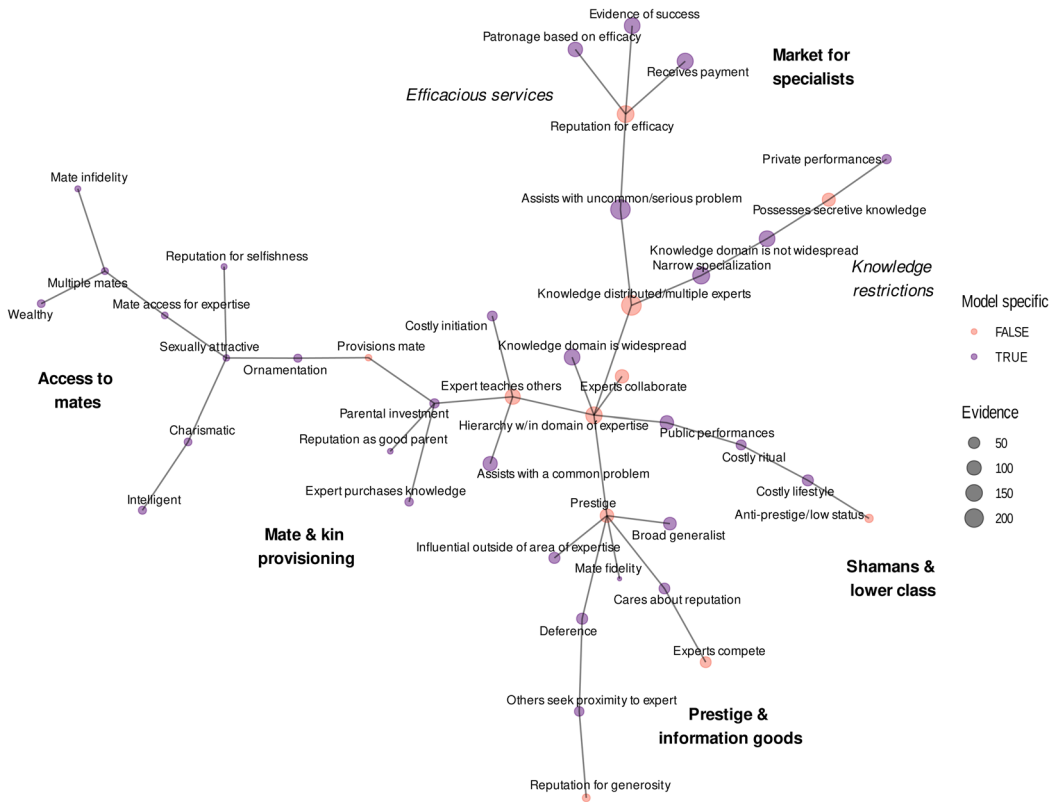 Evidence of success
Patronage based on efficacy
Market for
specialists
Receives payment
Efficacious services
Reputation for efficacy
Private performances
Mate infidelity
Assists with uncommon/serious problem
Possesses secretive knowledge
Knowledge domain is not widespread
Reputation for selfishness
Narrow specialization
Knowledge
restrictions
Multiple mates
Knowledge distributed/multiple experts
Model specific
Mate access for expertise
Wealthy
Costly initiation
FALSE
Sexually attractive
Provisions mate
Knowledge domain is widespread
TRUE
Ornamentation
Access to
mates
Expert teaches others
Experts collaborate
Parental investment
Evidence
Hierarchy w/in domain of expertise
Charismatic
Public performances
Reputation as good parent
50
Costly ritual
100
Assists with a common problem
Expert purchases knowledge
Costly lifestyle
150
Intelligent
Prestige
Anti-prestige/low status
200
Mate & kin
provisioning
Broad generalist
Influential outside of area of expertise
Mate fidelity
Shamans &
lower class
Cares about reputation
Deference
Experts compete
Others seek proximity to expert
Prestige &
information goods
Reputation for generosity